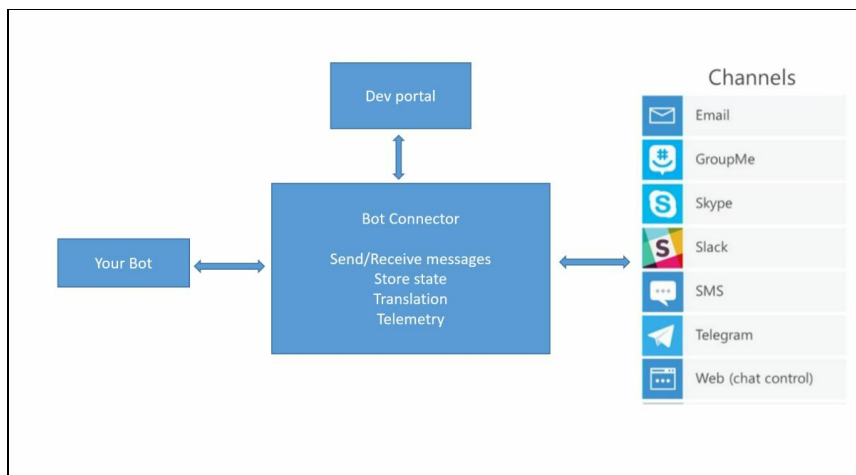 Dev portal
Your Bot
Bot Connector
Send/Receive messages
Store state
Translation
Telemetry
Channels
Email
GroupMe
Skype
Slack
SMS
Telegram
Web (chat control)